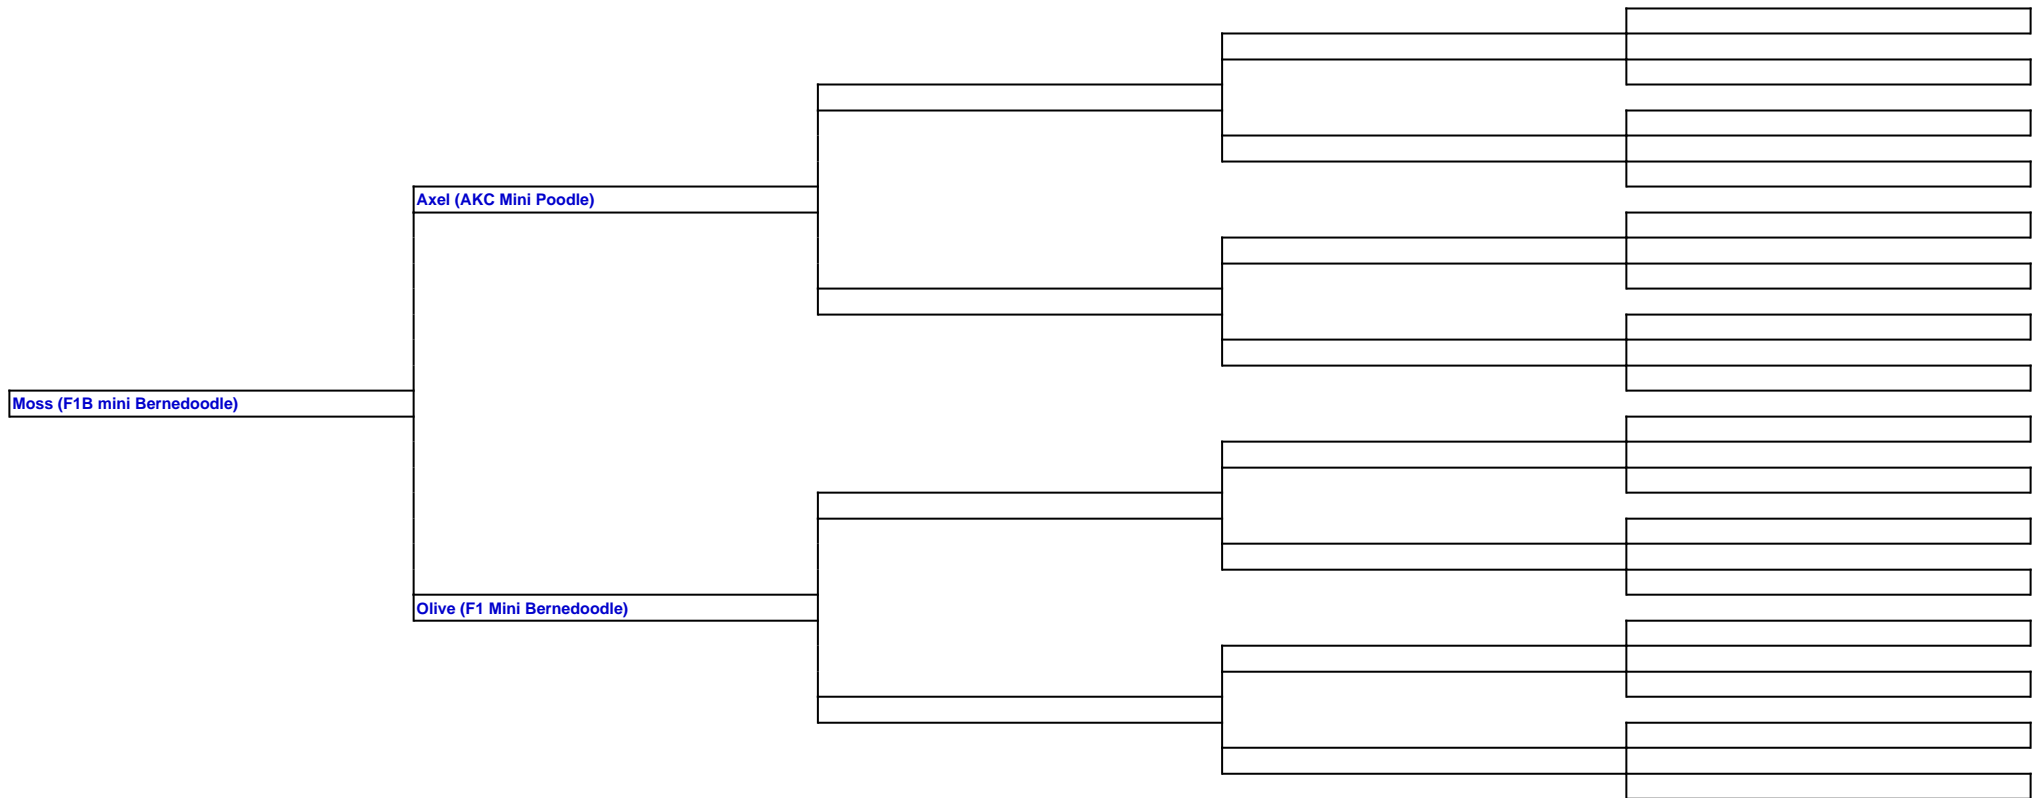 Axel (AKC Mini Poodle)
Moss (F1B mini Bernedoodle)
Olive (F1 Mini Bernedoodle)